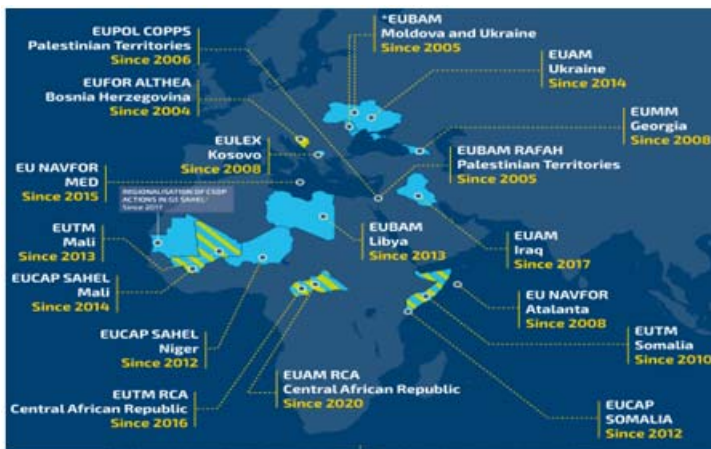 EUPOL COPPS
Palestinian Territories
Since 2006
*EUBAM
Moldova and Ukraine
Since 2005
EUAM
Ukraine
Since 2014
EUFOR ALTHEA
Bosnia Herzegovina
Since 2004
EULEX
Kosovo
Since 2008
EUMM
Georgia
Since 2008
EUBAM RAFAH
Palestinian Territories
Since 2005
EU NAVFOR
MED
Since 2015
REGIONALISATION OF CSDP
ACTIONS IN G5 SAHEL
Since 2017
EUTM
Mali
Since 2013
EUBAM
Libya
Since 2013
EUAM
Iraq
Since 2017
EUCAP SAHEL
Mali
Since 2014
EU NAVFOR
Atalanta
Since 2008
EUCAP SAHEL
Niger
Since 2012
EUTM
Somalia
Since 2010
EUAM RCA
Central African Republic
Since 2020
EUTM RCA
Central African Republic
Since 2016
EUCAP
SOMALIA
Since 2012